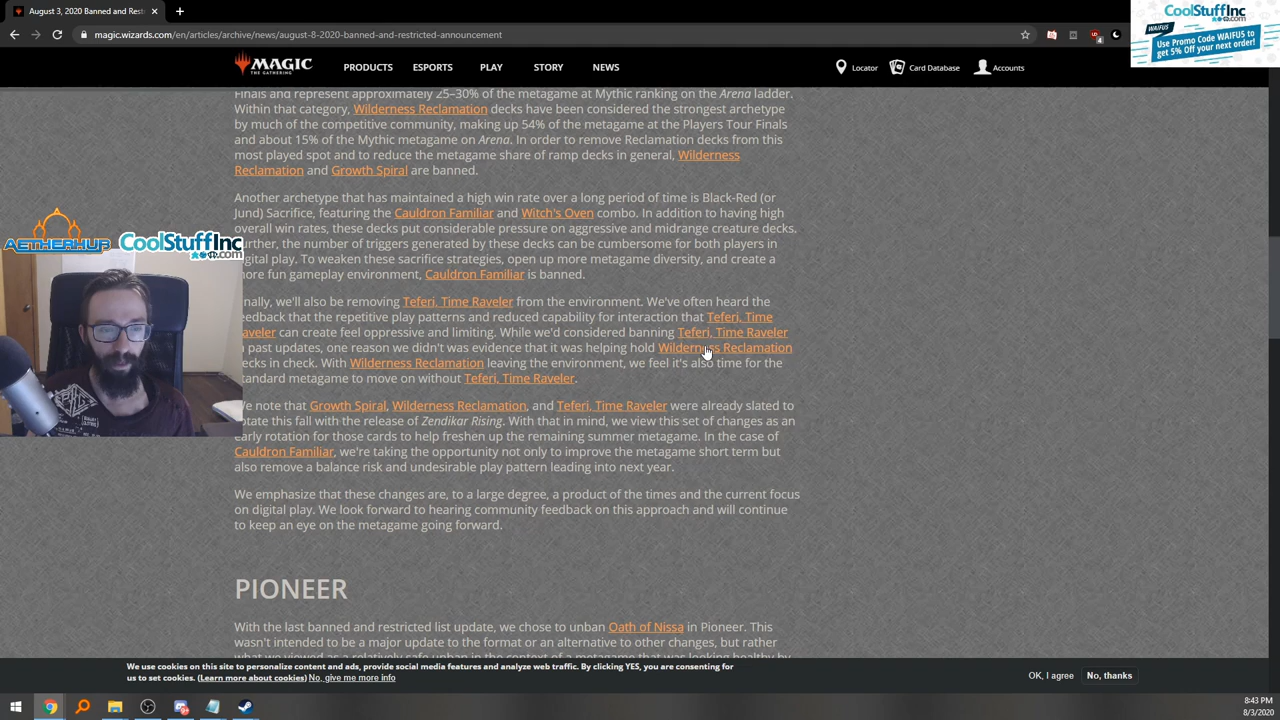 August 3, 2020 Banned and Restr
magic.wizards.com/en/articles/archive/news/august-8-2020-banned-and-restricted-announcement
CoolStuffInc
.com
WAIFU5
Use Promo Code WAIFU5 to
get 5% Off your next order!
MAGIC
THE GATHERING
PRODUCTS
PLAY
STORY
NEWS
Locator
Card Database
Accounts
Finals and represent approximately 25–30% of the metagame at Mythic ranking on the Arena ladder.
Within that category, Wilderness Reclamation decks have been considered the strongest archetype
by much of the competitive community, making up 54% of the metagame at the Players Tour Finals
and about 15% of the Mythic metagame on Arena. In order to remove Reclamation decks from this
most played spot and to reduce the metagame share of ramp decks in general, Wilderness
Reclamation and Growth Spiral are banned.
Another archetype that has maintained a high win rate over a long period of time is Black-Red (or
Jund) Sacrifice, featuring the Cauldron Familiar and Witch's Oven combo. In addition to having high
overall win rates, these decks put considerable pressure on aggressive and midrange creature decks.
the number of triggers generated by these decks can be cumbersome for both players in
play. To weaken these sacrifice strategies, open up more metagame diversity, and create a
fun gameplay environment, Cauldron Familiar is banned.
we'll also be removing Teferi, Time Raveler from the environment. We've often heard the
that the repetitive play patterns and reduced capability for interaction that Teferi, Time
can create feel oppressive and limiting. While we'd considered banning Teferi, Time Raveler
past updates, one reason we didn't was evidence that it was helping hold Wilderness Reclamation
in check. With Wilderness Reclamation leaving the environment, we feel it's also time for the
metagame to move on without Teferi, Time Raveler.
note that Growth Spiral, Wilderness Reclamation, and Teferi, Time Raveler were already slated to
this fall with the release of Zendikar Rising. With that in mind, we view this set of changes as an
early rotation for those cards to help freshen up the remaining summer metagame. In the case of
Cauldron Familiar, we're taking the opportunity not only to improve the metagame short term but
also remove a balance risk and undesirable play pattern leading into next year.
We emphasize that these changes are, to a large degree, a product of the times and the current focus
on digital play. We look forward to hearing community feedback on this approach and will continue
to keep an eye on the metagame going forward.
PIONEER
With the last banned and restricted list update, we chose to unban Oath of Nissa in Pioneer. This
wasn't intended to be a major update to the format or an alternative to other changes, but rather
AETHERHUB
CoolStuffInc
.com
We use cookies on this site to personalize content and ads, provide social media features and analyze web traffic. By clicking YES, you are consenting for
us to set cookies. (Learn more about cookies) No, give me more info
OK, I agree
No, thanks
8:43 PM
8/3/2020